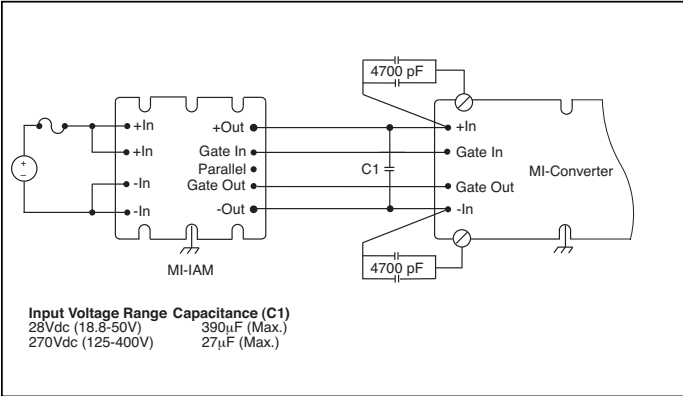 4700 pF
+In
+In
-In
-In
+Out
Gate In
Parallel
Gate Out
-Out
MI-IAM
C1
+In
Gate In
Gate Out
-In
MI-Converter
4700 pF
+
–
Input Voltage Range Capacitance (C1)
28Vdc (18.8-50V) 390µF (Max.)
270Vdc (125-400V) 27µF (Max.)